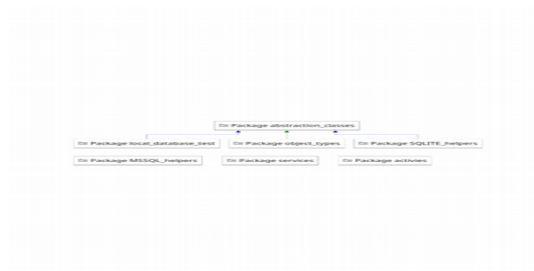 Package abstraction_classes
Package local_database_test
Package object_types
Package SQLITE_helpers
Package MSSQL_helpers
Package services
Package activies